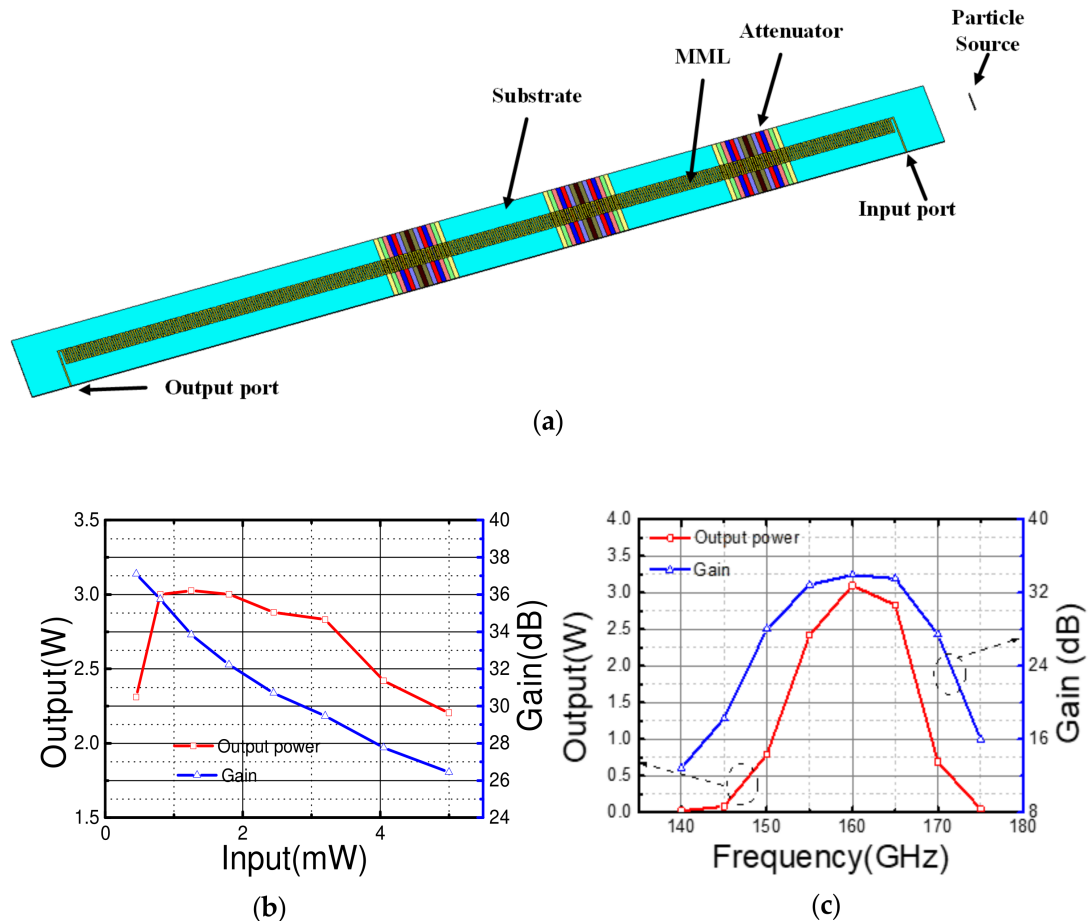 Particle
Source
Attenuator
MML
Substrate
Input port
Output port
(a)
3.5
3.0
2.5
2.0
1.5
Output(W)
Output power
Gain
0
2
4
Input(mW)
40
38
36
34
32
30
28
26
24
Gain(dB)
(b)
4.0
3.5
3.0
2.5
2.0
1.5
1.0
0.5
0.0
Output(W)
Output power
Gain
140
150
160
170
180
Frequency(GHz)
40
32
24
16
8
Gain (dB)
(c)